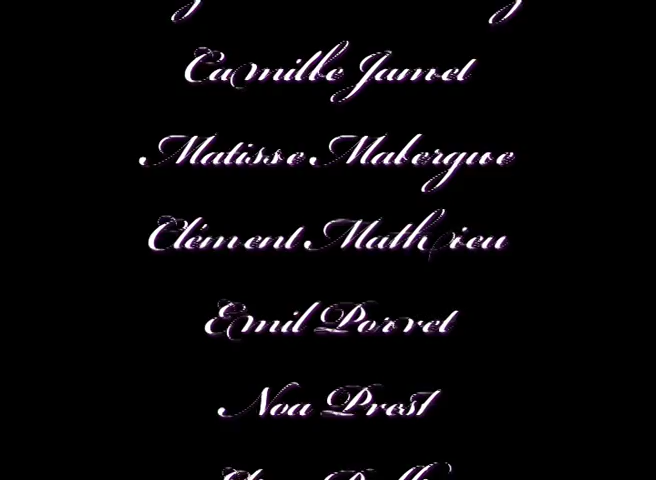 Camille Jamet
Matisse Malergue
Clément Mathieu
Emil Porret
Noa Prest